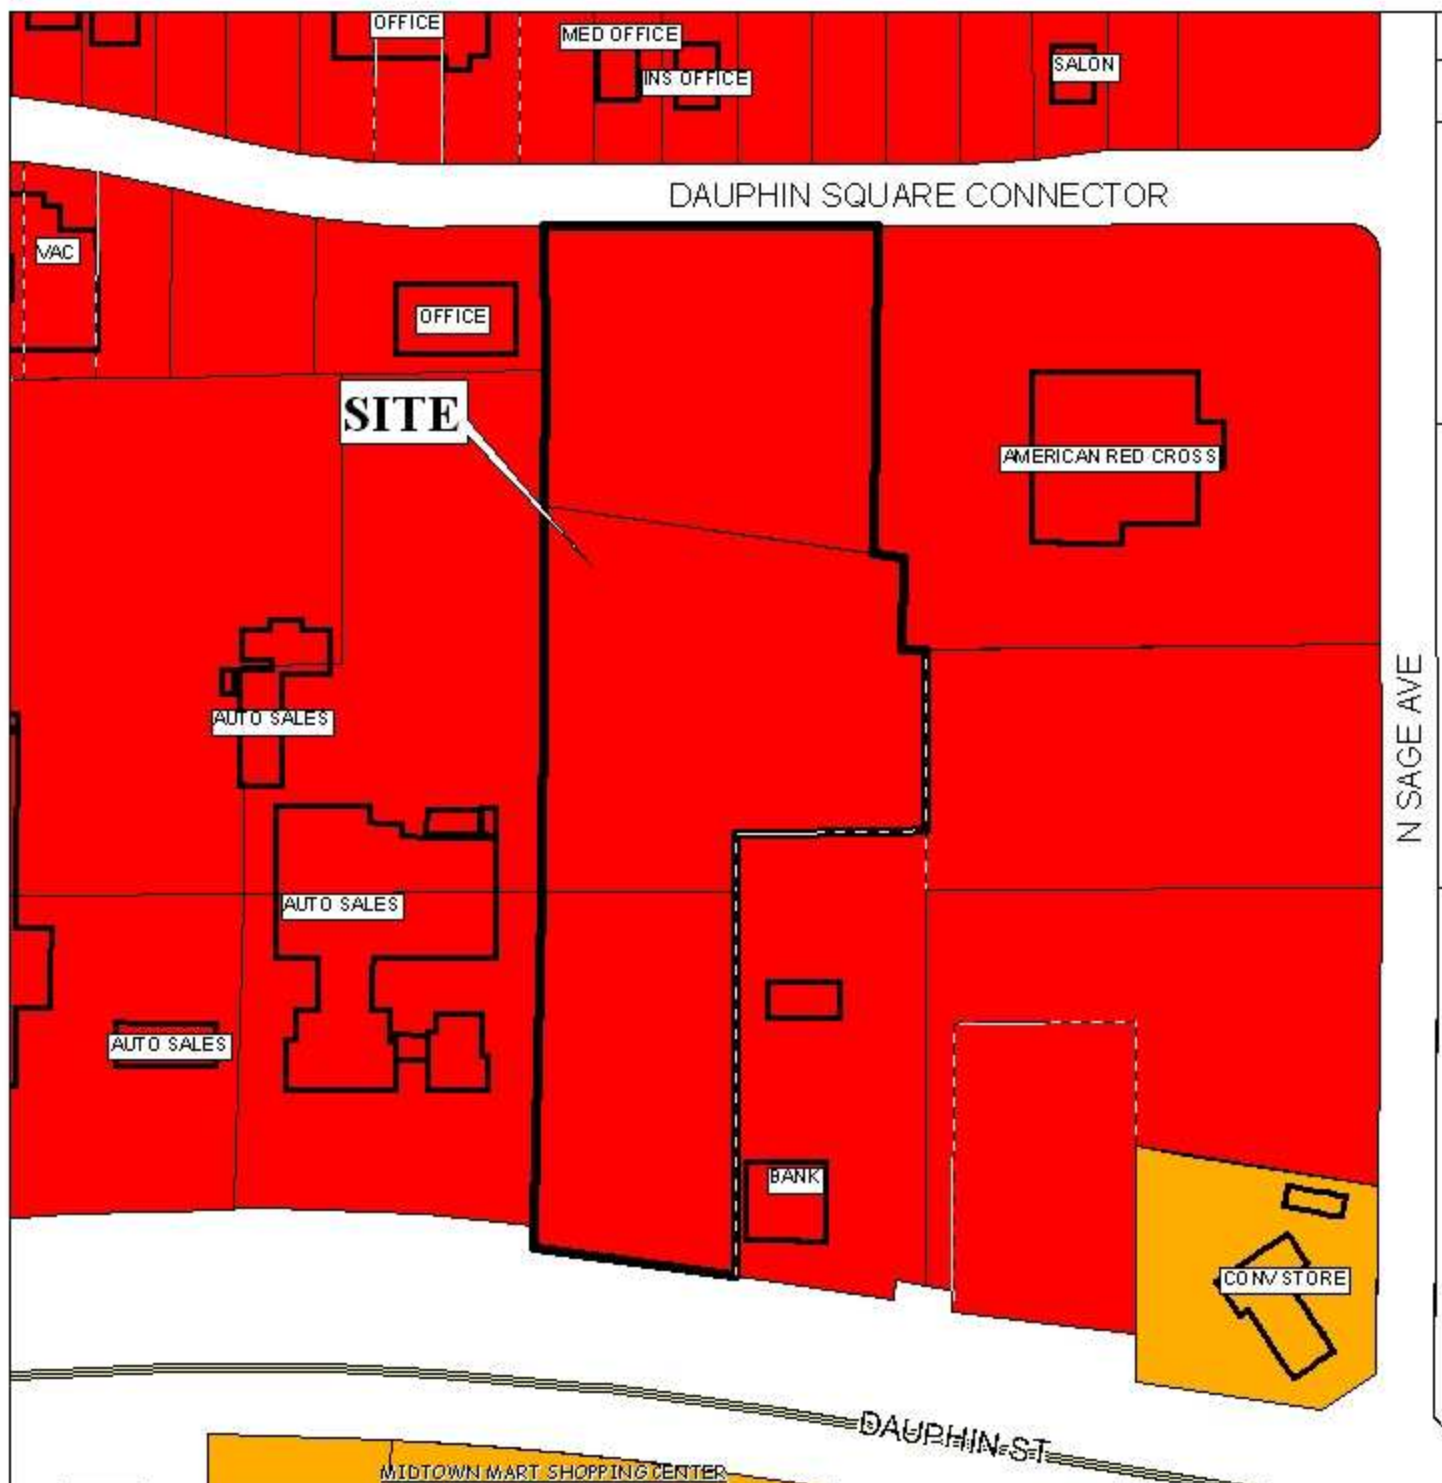 OFFICE
MED OFFICE
INS OFFICE
SALON
DAUPHIN SQUARE CONNECTOR
VAC
OFFICE
SITE
AMERICAN RED CROSS
AUTO SALES
N SAGE AVE
AUTO SALES
AUTO SALES
BANK
CONV STORE
DAUPHIN ST
MIDTOWN MART SHOPPING CENTER